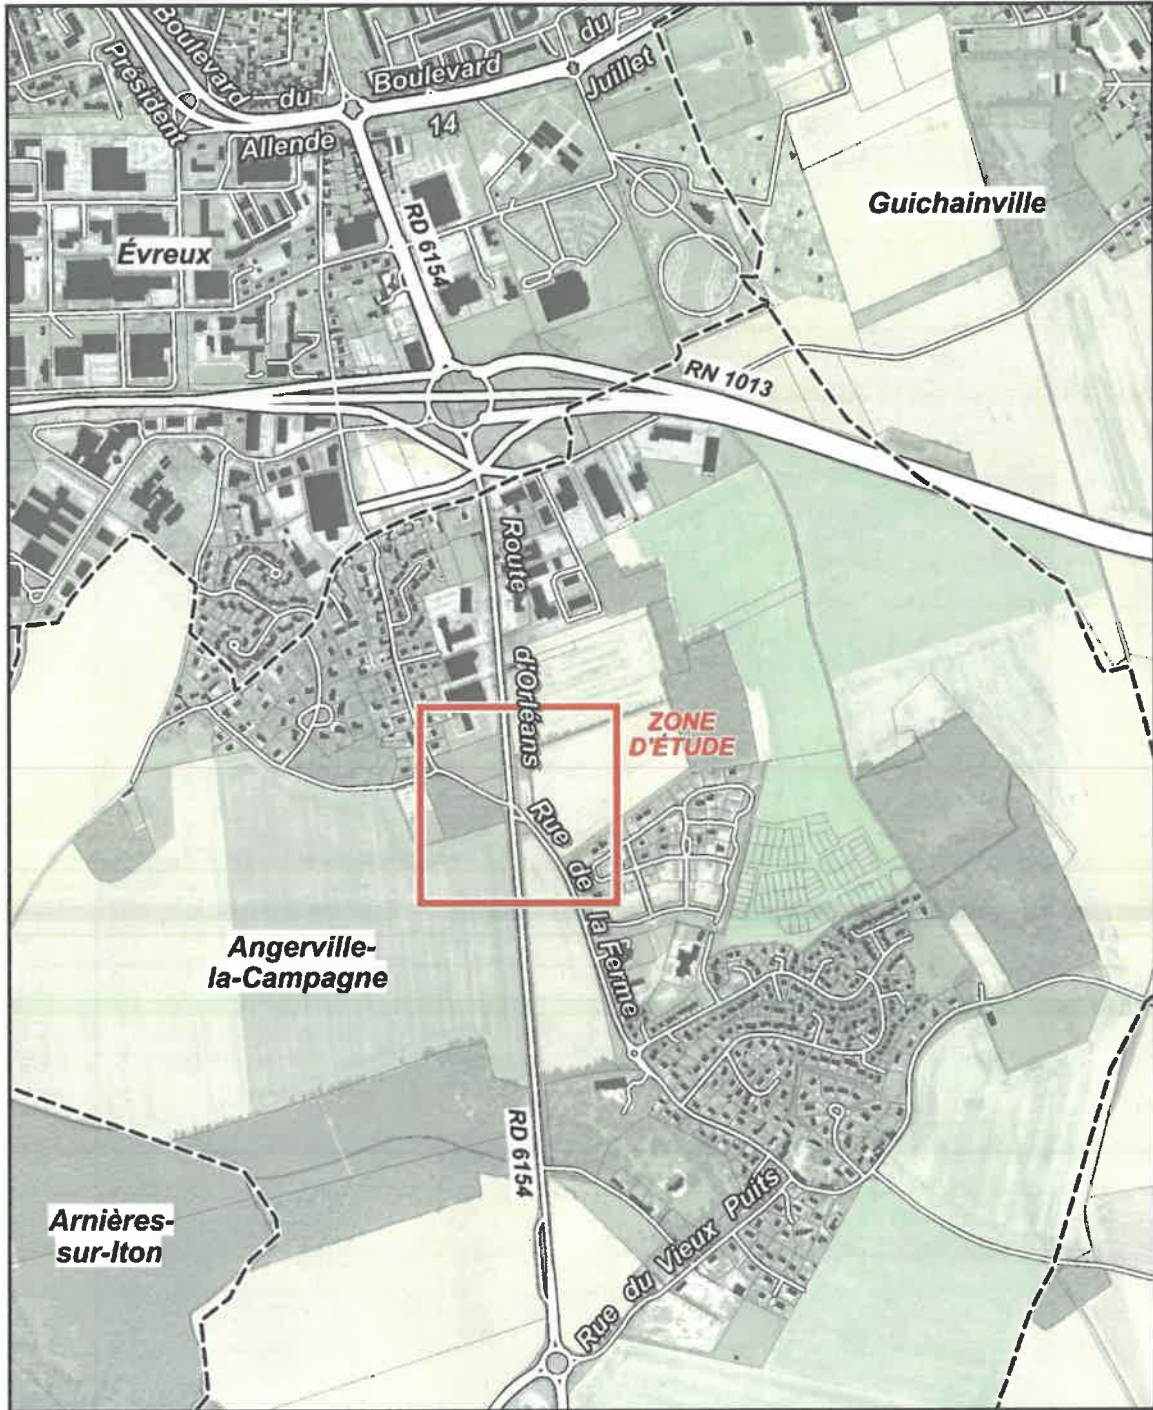 Boulevard du
Président Allende
Boulevard du
14 Juillet
RD 6154
Évreux
Guichainville
RN 1013
Route d'Orléans
ZONE
D'ÉTUDE
Rue de la Ferme
Angerville-
la-Campagne
RD 6154
Arnières-
sur-Iton
Rue du Vieux Puits